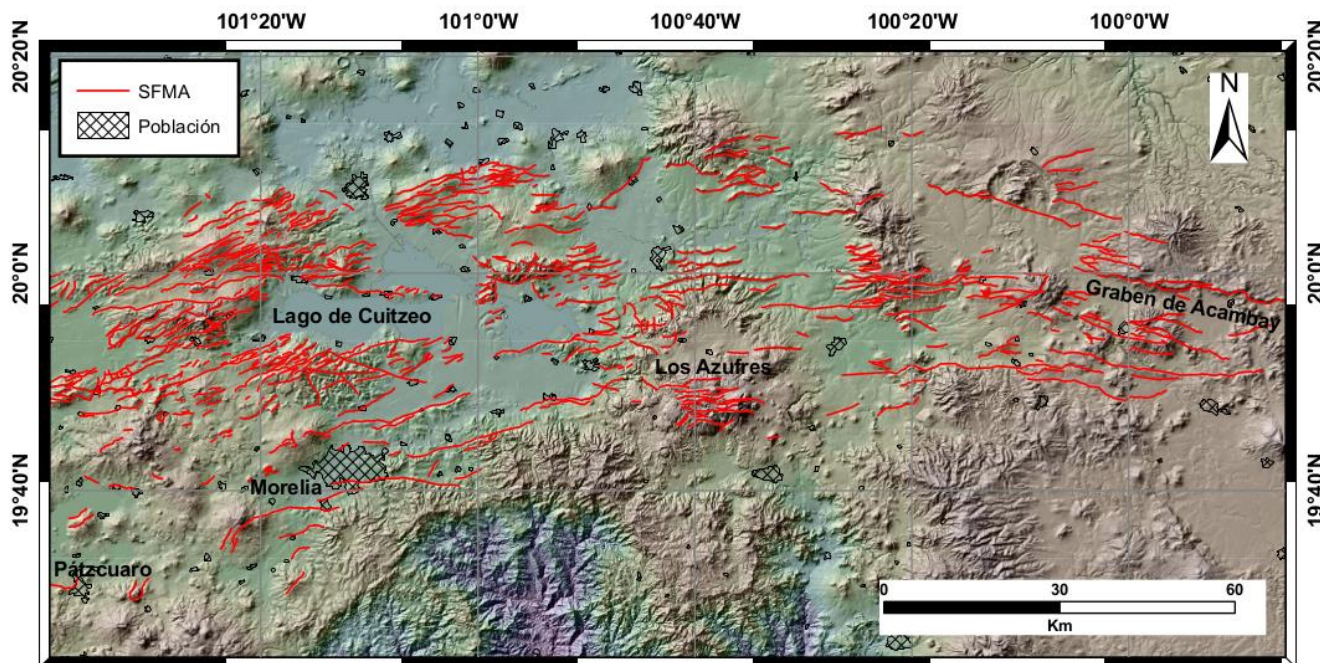 101°20'W 101°0'W 100°40'W 100°20'W 100°0'W
20°20'N
20°20'N
SFMA
Población
N
20°0'N
20°0'N
Graben de Acambay
Lago de Cuitzeo
Los Azufres
19°40'N
19°40'N
Morelia
Pátzcuaro
0 30 60
Km